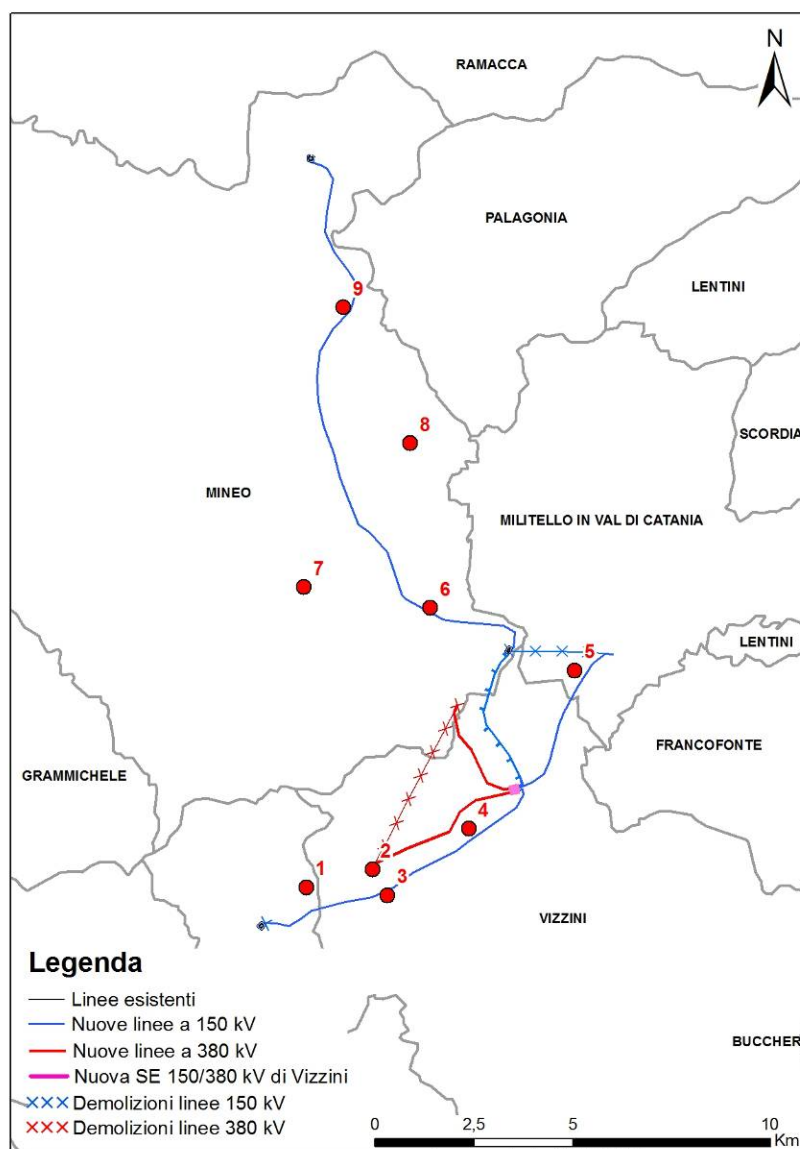 N
RAMACCA
PALAGONIA
LENTINI
9
SCORDIA
8
MINEO
MILITELLO IN VAL DI CATANIA
7
6
LENTINI
5
FRANCOFONTE
GRAMMICHELE
4
2
1
3
VIZZINI
Legenda
Linee esistenti
Nuove linee a 150 kV
Nuove linee a 380 kV
BUCCHER
Nuova SE 150/380 kV di Vizzini
Demolizioni linee 150 kV
Demolizioni linee 380 kV
0 2,5 5 10
Km